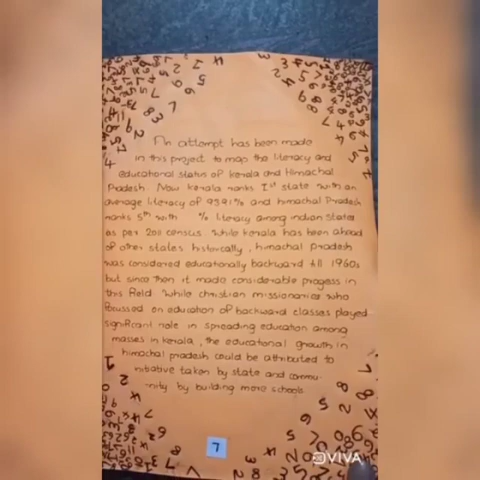 An attempt has been made
in this project to map the literacy and
educational status of kerala and Himachal
Pradesh. Now kerala ranks 1st state with an
average literacy of 93.91% and himachal Pradesh
ranks 5th with % literacy among indian states
as per 2011 census. While kerala has been ahead
of other states historically, himachal pradesh
was considered educationally backward till 1960s
but since then it made considerable progess in
this field while christian missionaries who
focussed on education of backward classes played
significant role in spreading education among
masses in kerala, the educational growth in
himachal pradesh could be attributed to
initiative taken by state and commu-
-nity by building more schools
7
VIVA